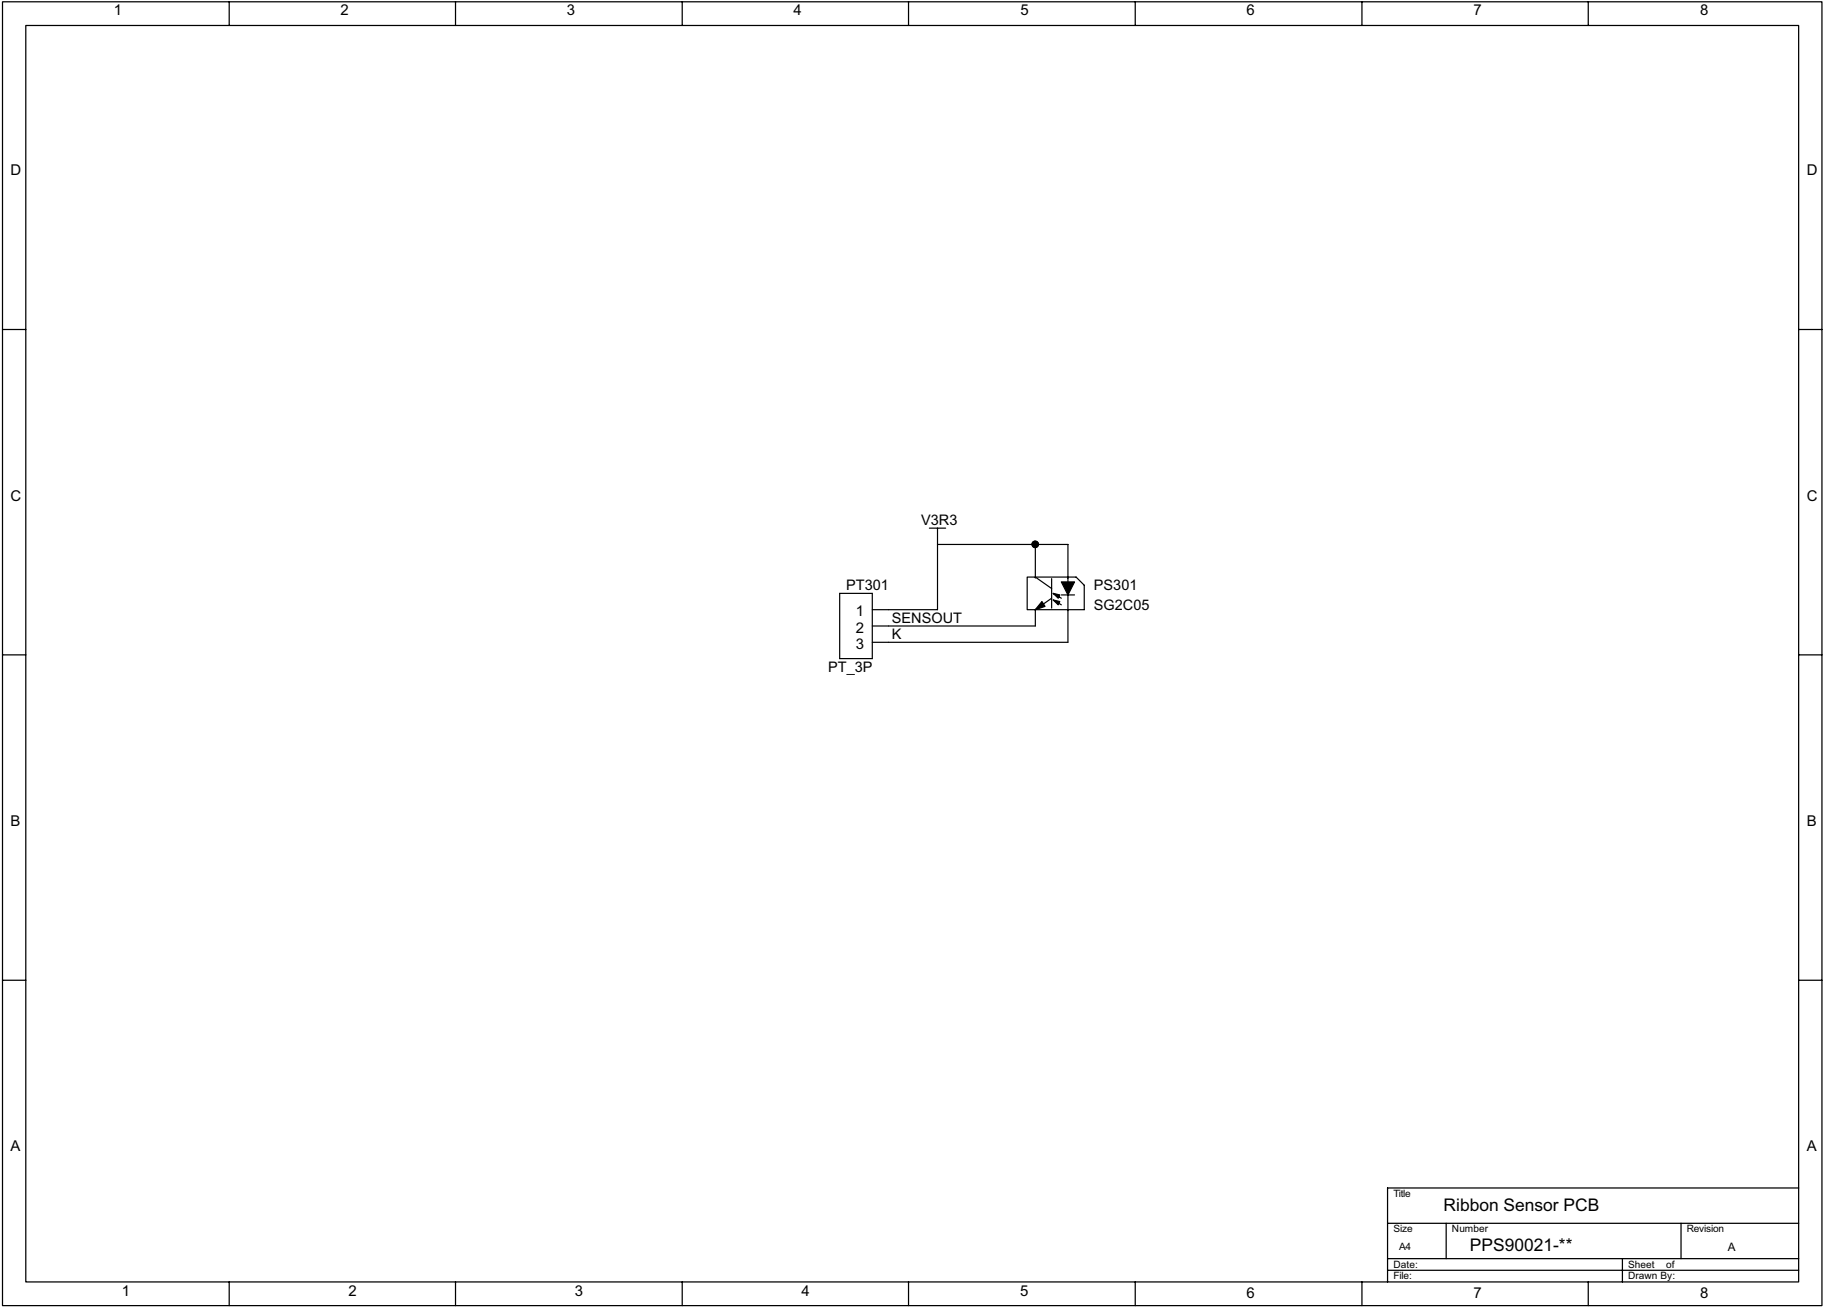 1 2 3 4 5 6 7 8
D D
C C
V3R3
PT301
PS301
SG2C05
1
SENSOUT
2
K
3
PT_3P
B B
A A
Title
Ribbon Sensor PCB
Size Number Revision
A4 PPS90021-** A
Date: Sheet of
File: Drawn By:
1 2 3 4 5 6 7 8